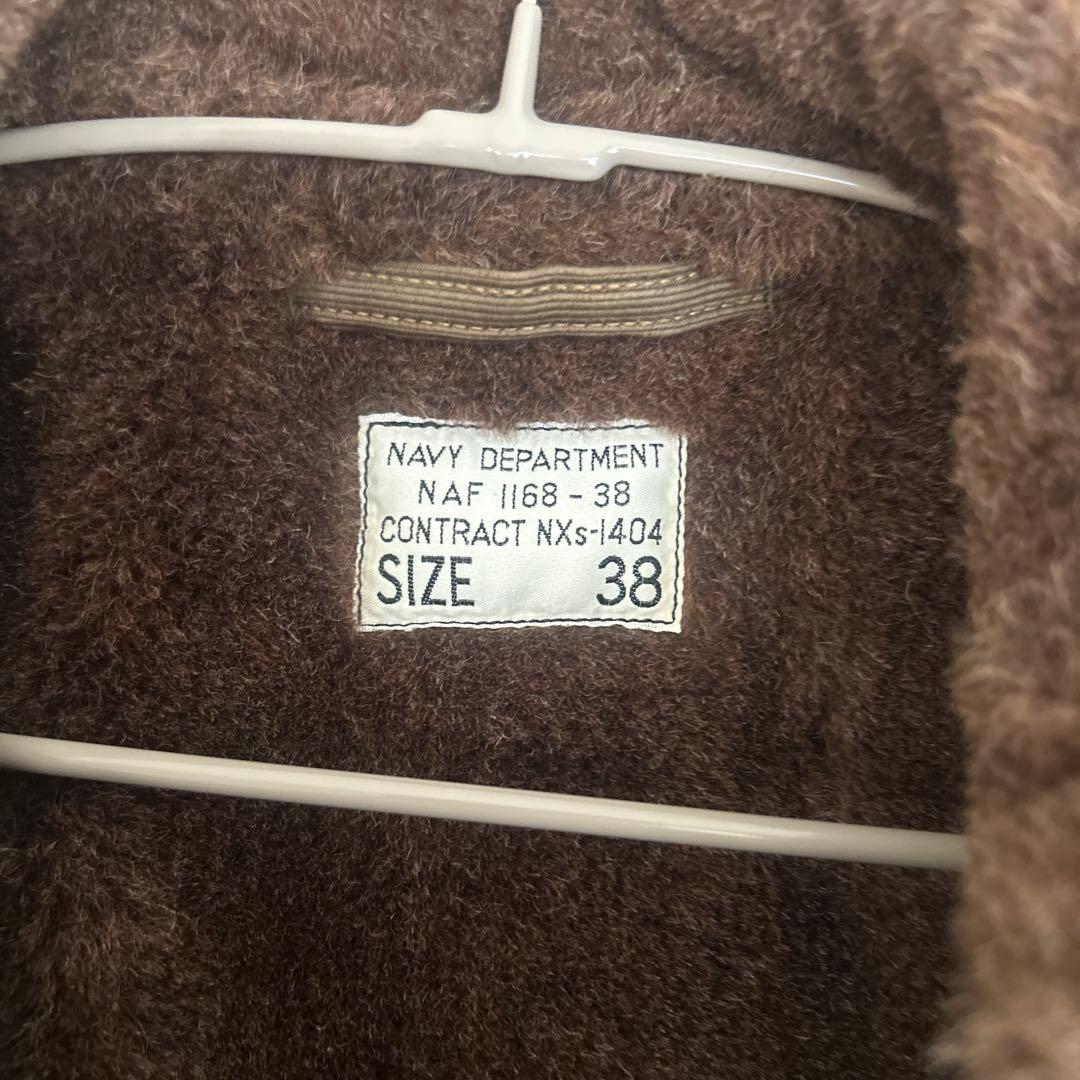 NAVY DEPARTMENT
NAF 1168-38
CONTRACT NXs-1404
SIZE 38